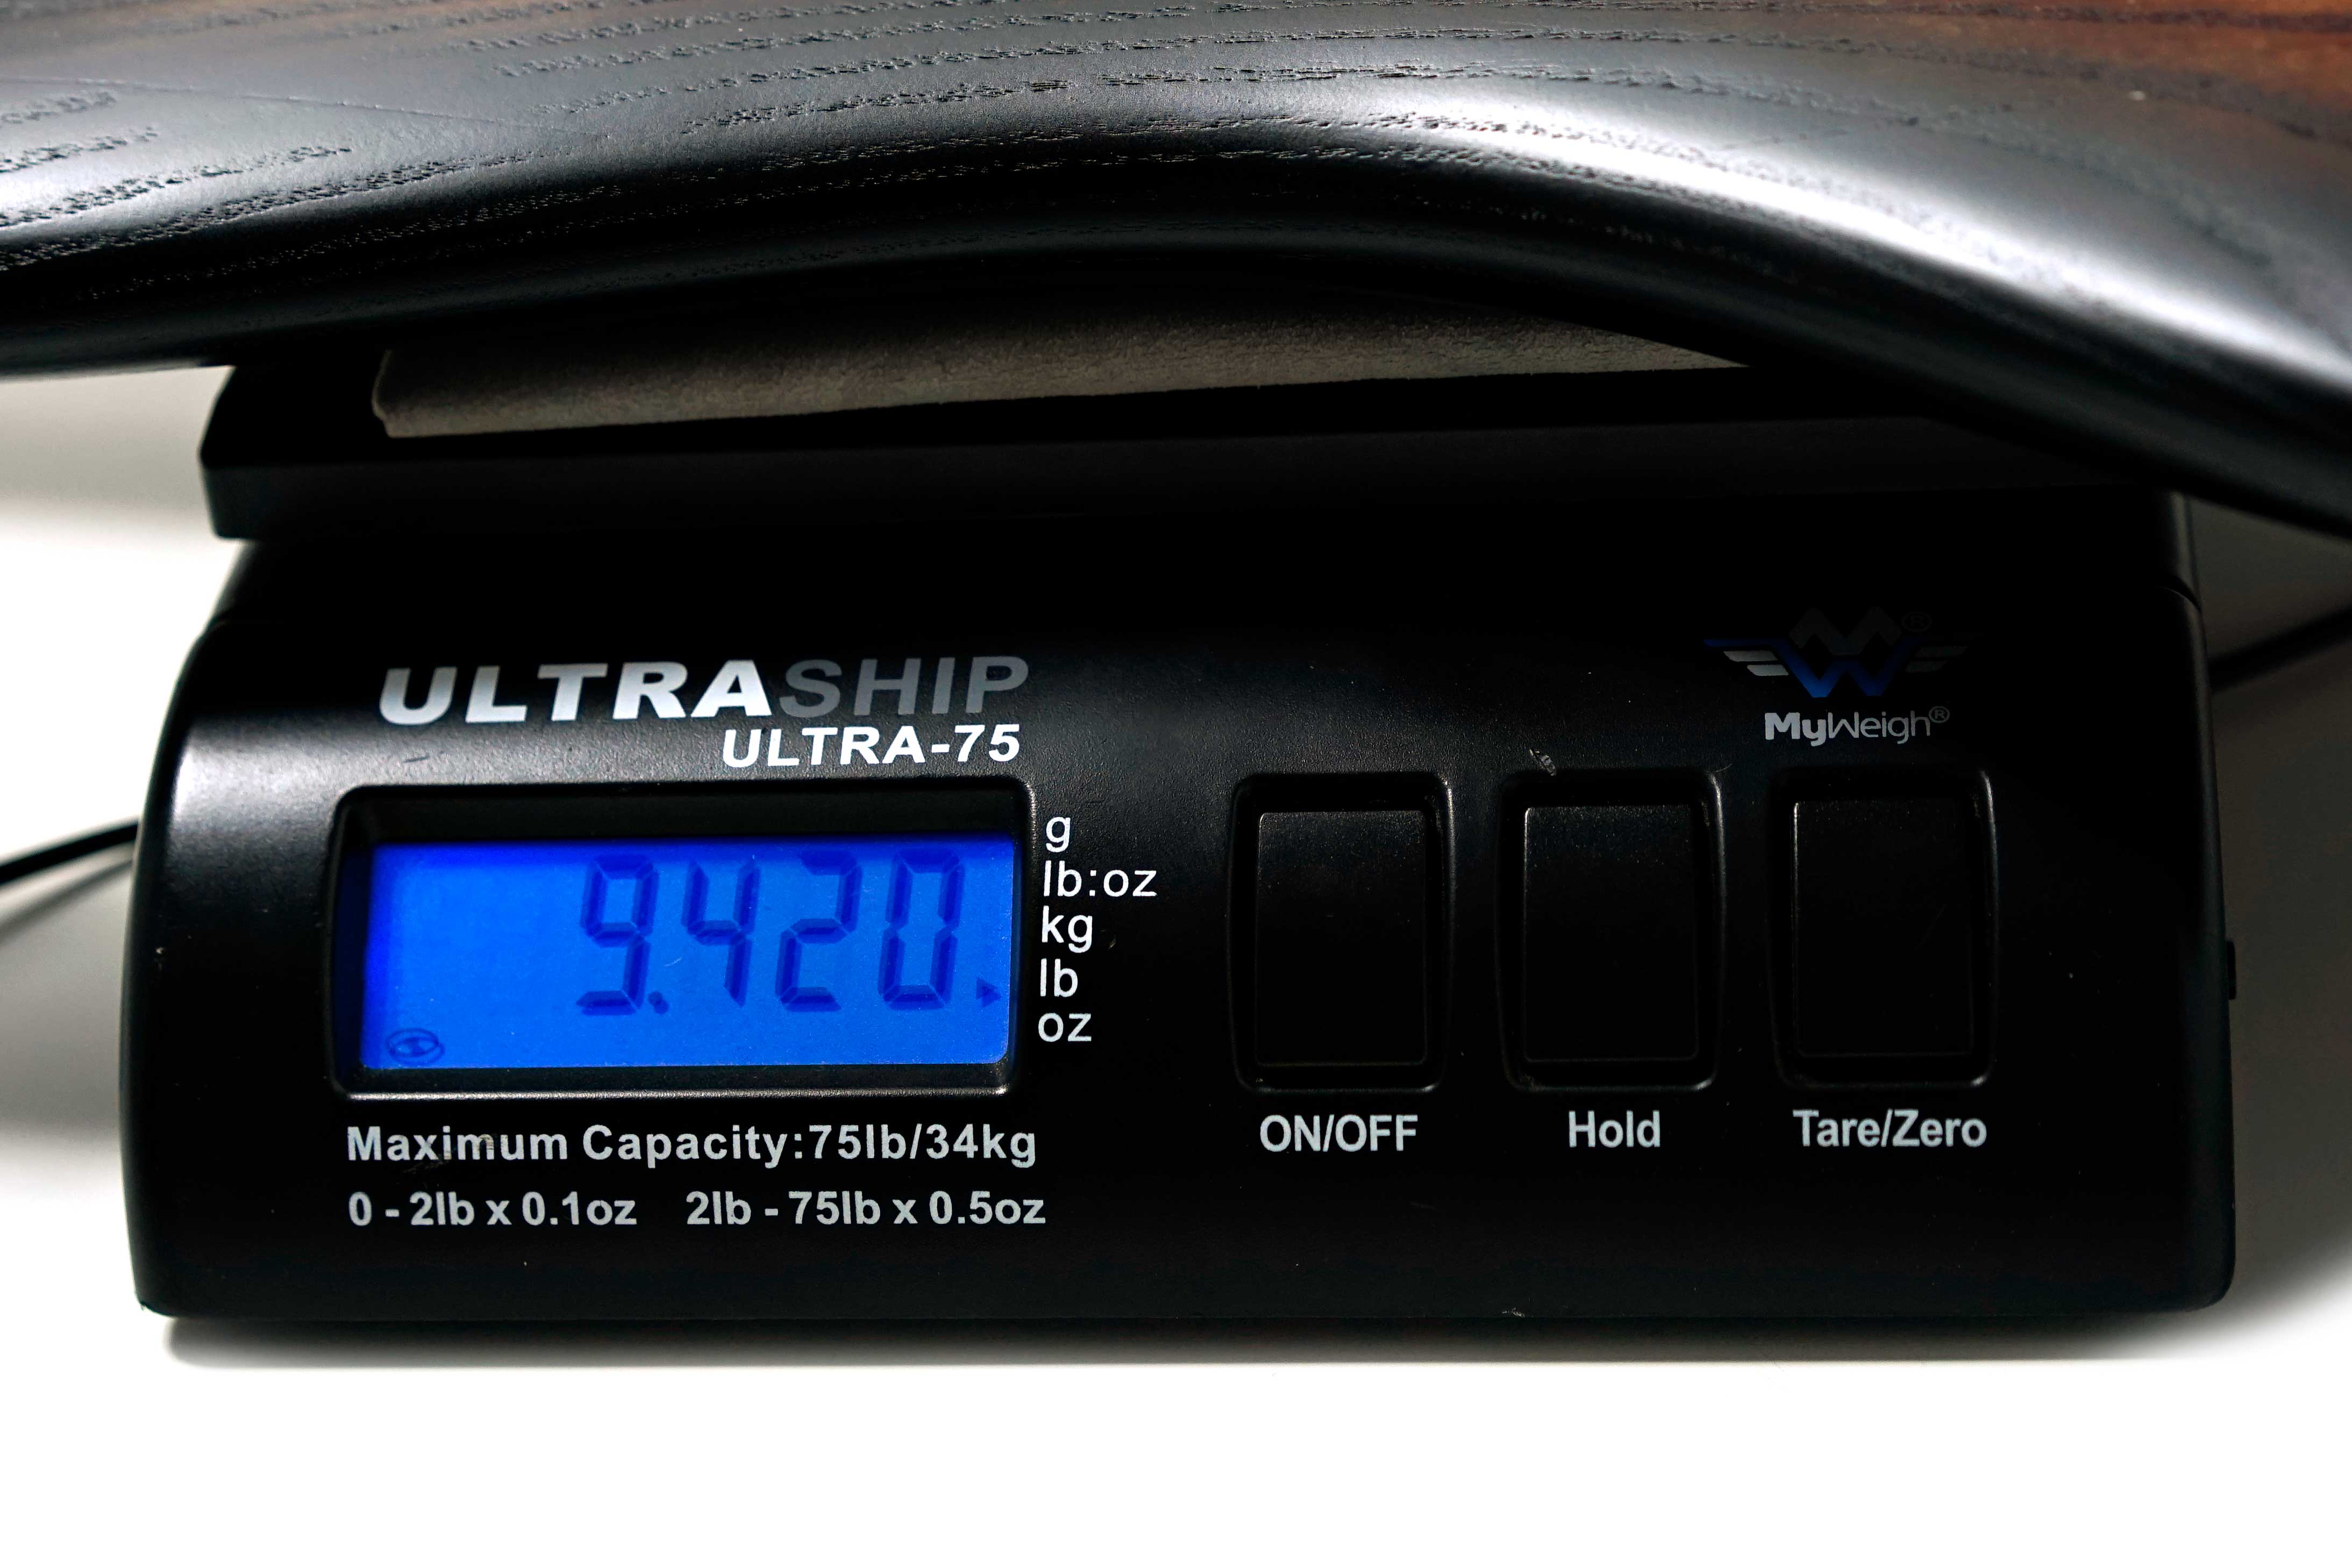 ULTRASHIP
ULTRA-75
MyWeigh®
9.420
g
lb:oz
kg
lb
oz
Maximum Capacity:75lb/34kg
0 - 2lb x 0.1oz 2lb - 75lb x 0.5oz
ON/OFF
Hold
Tare/Zero